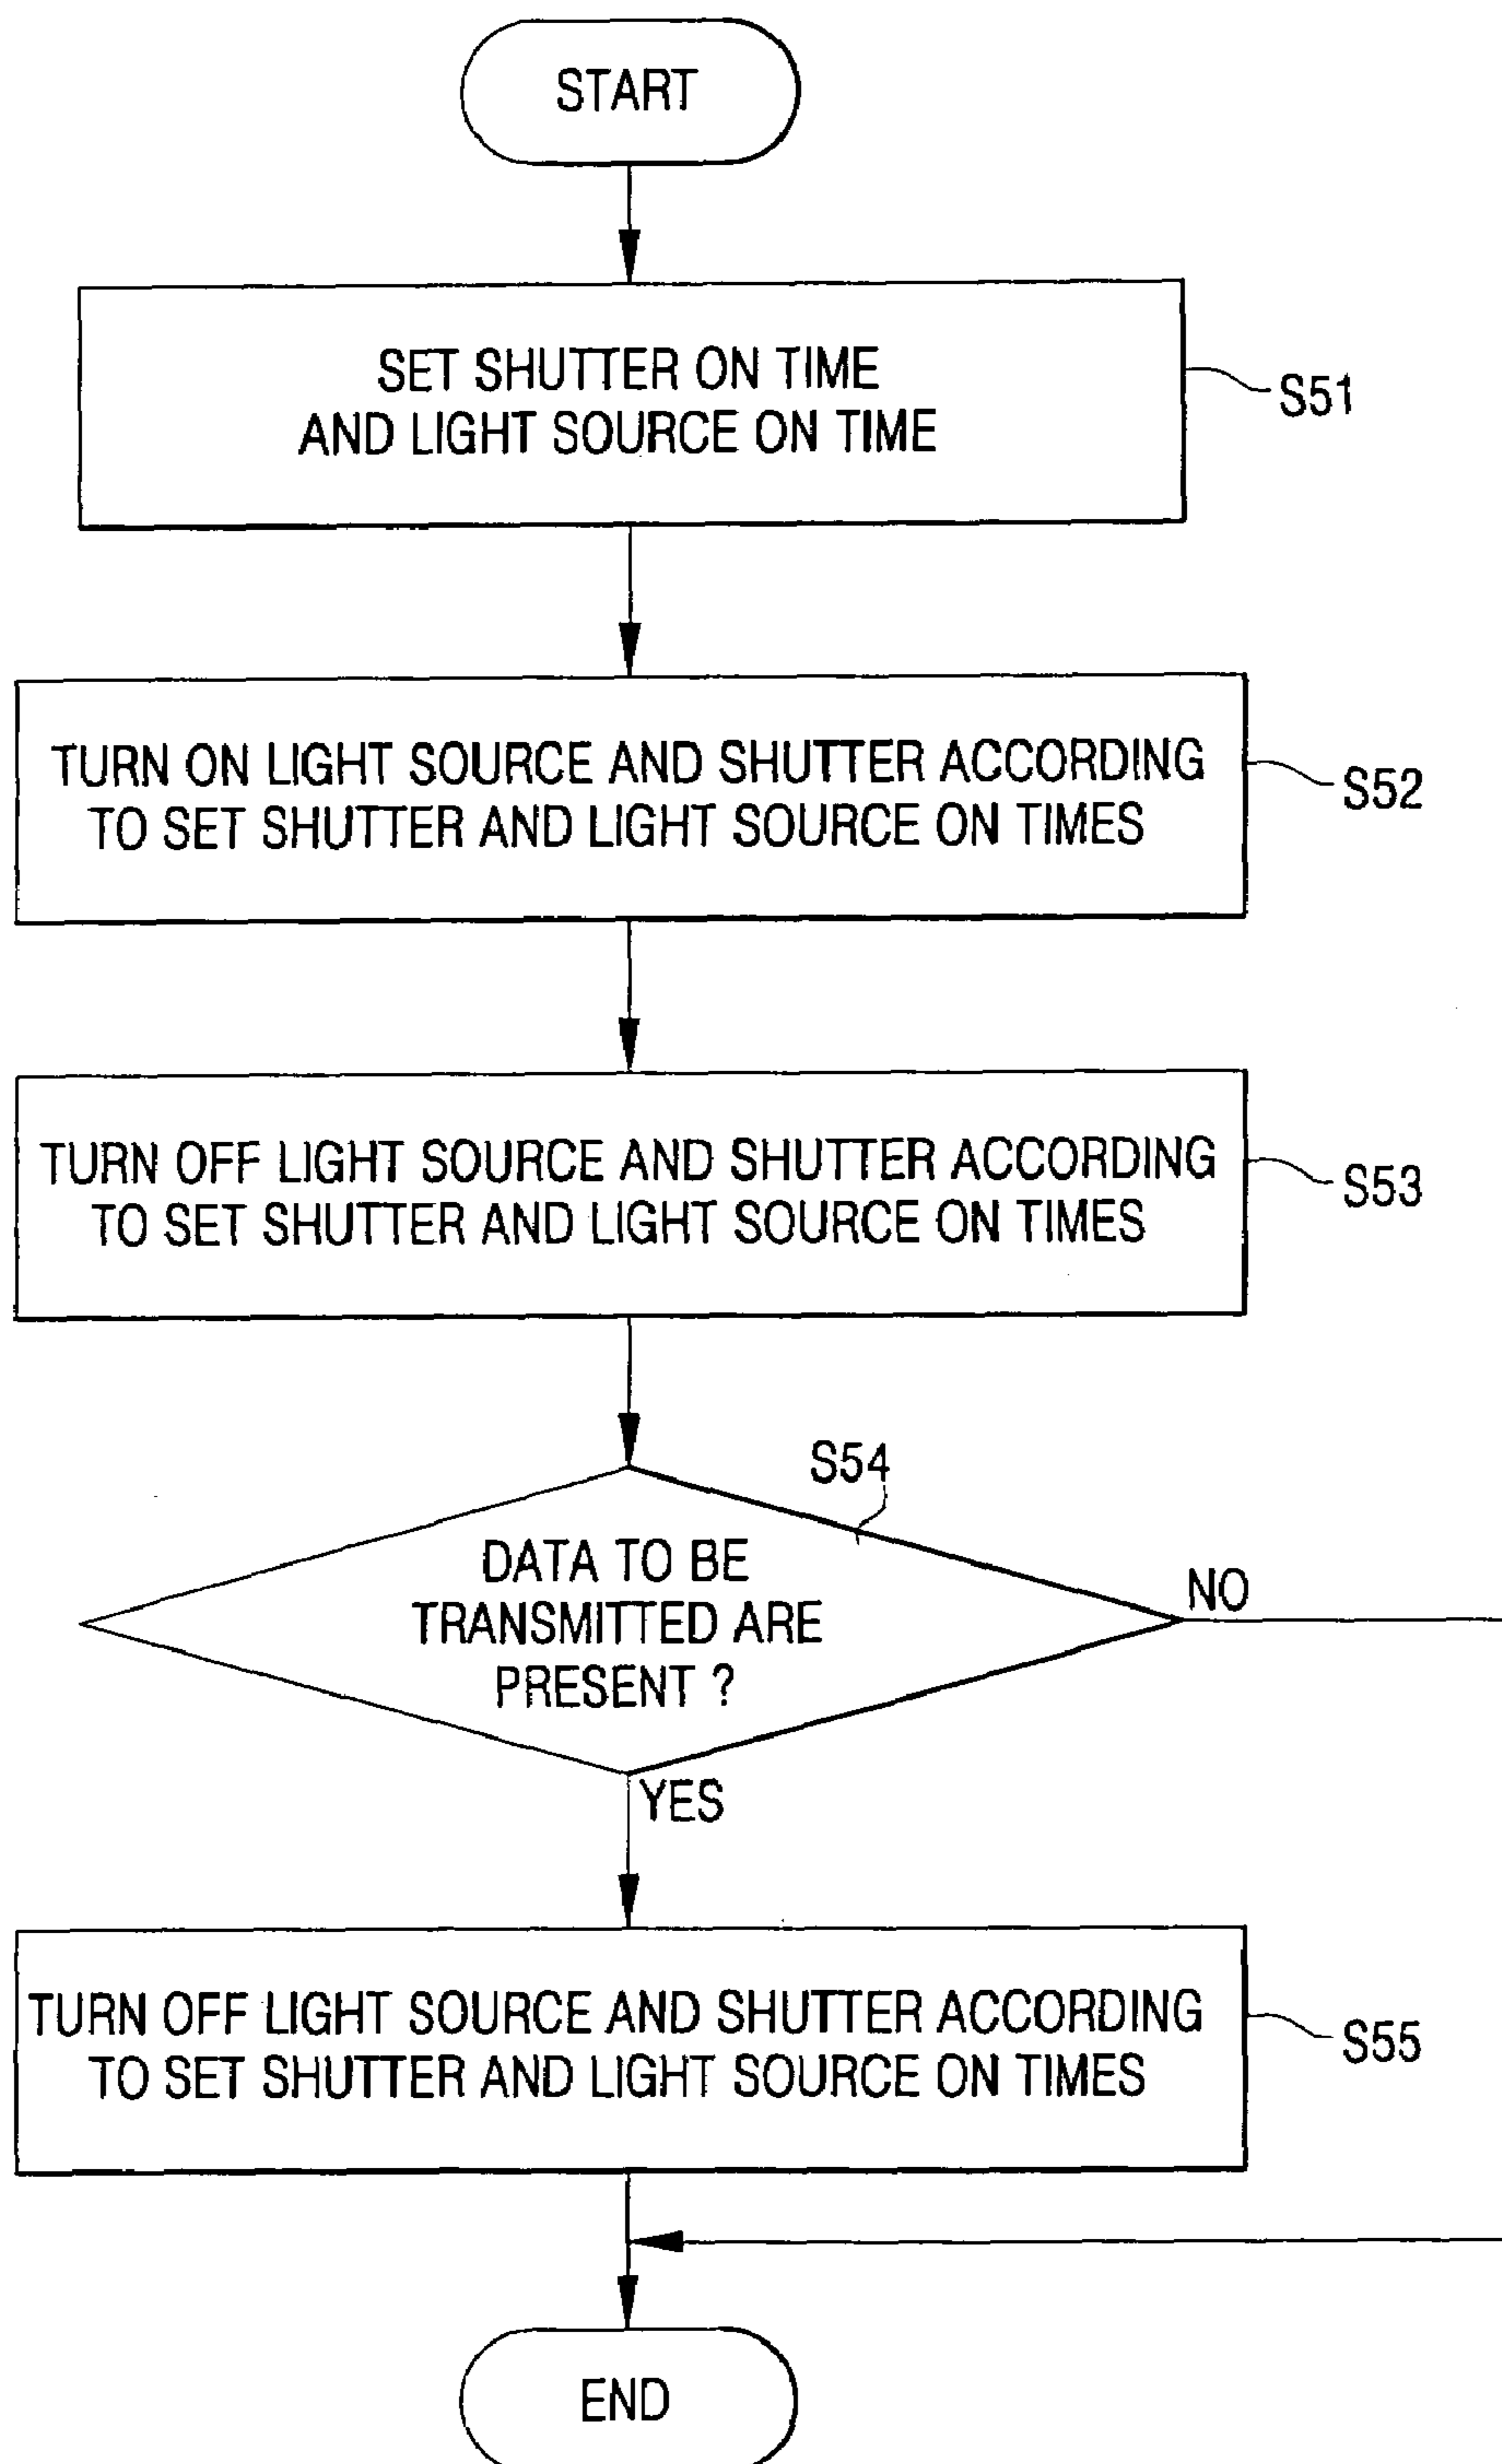 START
SET SHUTTER ON TIME
AND LIGHT SOURCE ON TIME
S51
TURN ON LIGHT SOURCE AND SHUTTER ACCORDING
TO SET SHUTTER AND LIGHT SOURCE ON TIMES
S52
TURN OFF LIGHT SOURCE AND SHUTTER ACCORDING
TO SET SHUTTER AND LIGHT SOURCE ON TIMES
S53
S54
DATA TO BE
TRANSMITTED ARE
PRESENT ?
NO
YES
TURN OFF LIGHT SOURCE AND SHUTTER ACCORDING
TO SET SHUTTER AND LIGHT SOURCE ON TIMES
S55
END